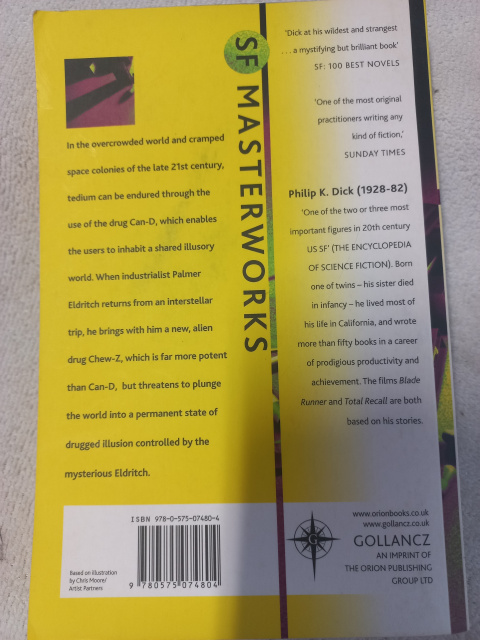 SF MASTERWORKS
In the overcrowded world and cramped
space colonies of the late 21st century,
tedium can be endured through the
use of the drug Can-D, which enables
the users to inhabit a shared illusory
world. When industrialist Palmer
Eldritch returns from an interstellar
trip, he brings with him a new, alien
drug Chew-Z, which is far more potent
than Can-D, but threatens to plunge
the world into a permanent state of
drugged illusion controlled by the
mysterious Eldritch.
ISBN 978-0-575-07480-4
9 780575 074804
Based on illustration
by Chris Moore/
Artist Partners
'Dick at his wildest and strangest
. . . a mystifying but brilliant book'
SF: 100 BEST NOVELS
'One of the most original
practitioners writing any
kind of fiction,'
SUNDAY TIMES
Philip K. Dick (1928-82)
'One of the two or three most
important figures in 20th century
US SF' (THE ENCYCLOPEDIA
OF SCIENCE FICTION). Born
one of twins – his sister died
in infancy – he lived most of
his life in California, and wrote
more than fifty books in a career
of prodigious productivity and
achievement. The films Blade
Runner and Total Recall are both
based on his stories.
www.orionbooks.co.uk
www.gollancz.co.uk
G
GOLLANCZ
AN IMPRINT OF
THE ORION PUBLISHING
GROUP LTD